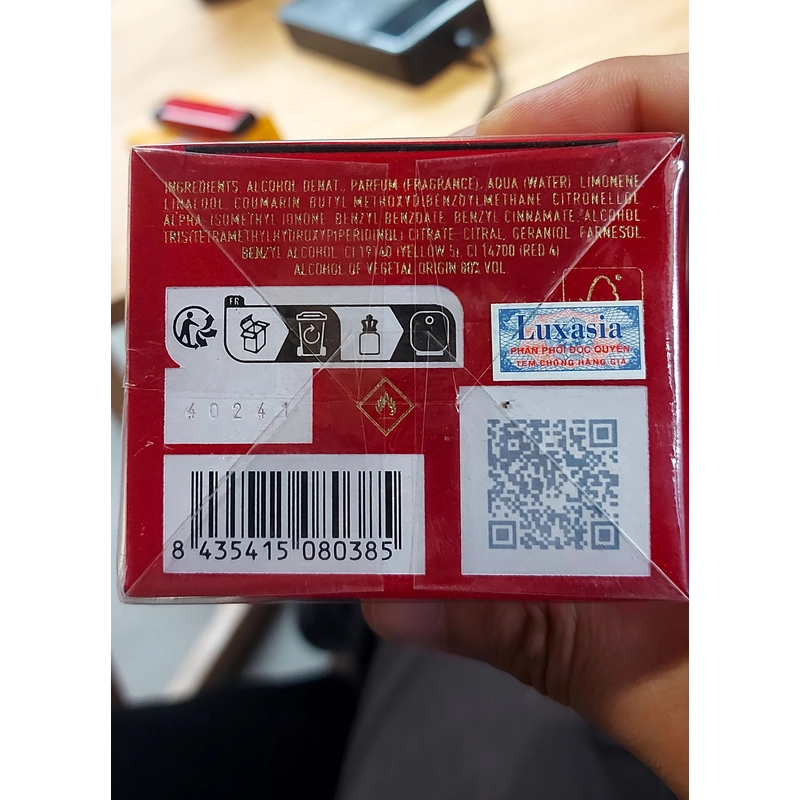 INGREDIENTS. ALCOHOL DENAT., PARFUM (FRAGRANCE), AQUA (WATER) LIMONENE,
LINALOOL, COUMARIN BUTYL METHOXYDIBENZOYLMETHANE CITRONELLOL
ALPHA-ISOMETHYL IONONE BENZYL BENZOATE BENZYL CINNAMATE, ALCOHOL
TRIS(TETRAMETHYLHYDROXYPIPERIDINOL) CITRATE, CITRAL, GERANIOL FARNESOL
BENZYL ALCOHOL CI 19140 (YELLOW 5), CI 14700 (RED 4)
ALCOHOL OF VEGETAL ORIGIN 80% VOL
FR
Luxasia
PHÂN PHỐI ĐỘC QUYỀN
TEM CHỐNG HÀNG GIẢ
40241
8 435415 080385